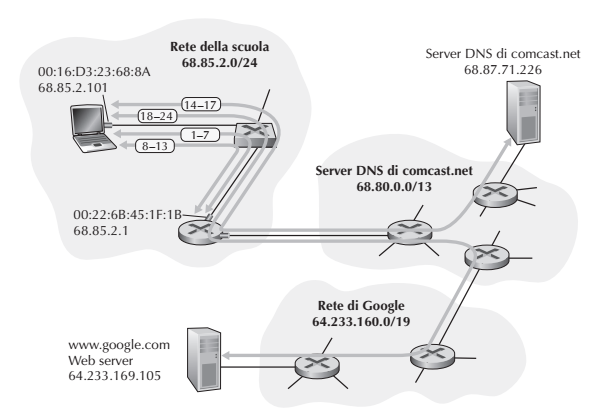 Rete della scuola
68.85.2.0/24
00:16:D3:23:68:8A
68.85.2.101
14–17
18–24
1–7
8–13
Server DNS di comcast.net
68.87.71.226
Server DNS di comcast.net
68.80.0.0/13
00:22:6B:45:1F:1B
68.85.2.1
Rete di Google
64.233.160.0/19
www.google.com
Web server
64.233.169.105